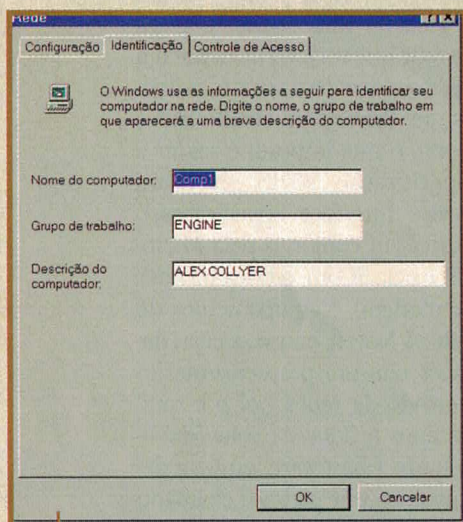 Rede
Configuração Identificação Controle de Acesso
O Windows usa as informações a seguir para identificar seu
computador na rede. Digite o nome, o grupo de trabalho em
que aparecerá e uma breve descrição do computador.
Nome do computador: Comp1
Grupo de trabalho: ENGINE
Descrição do
computador: ALEX COLLYER
OK Cancelar